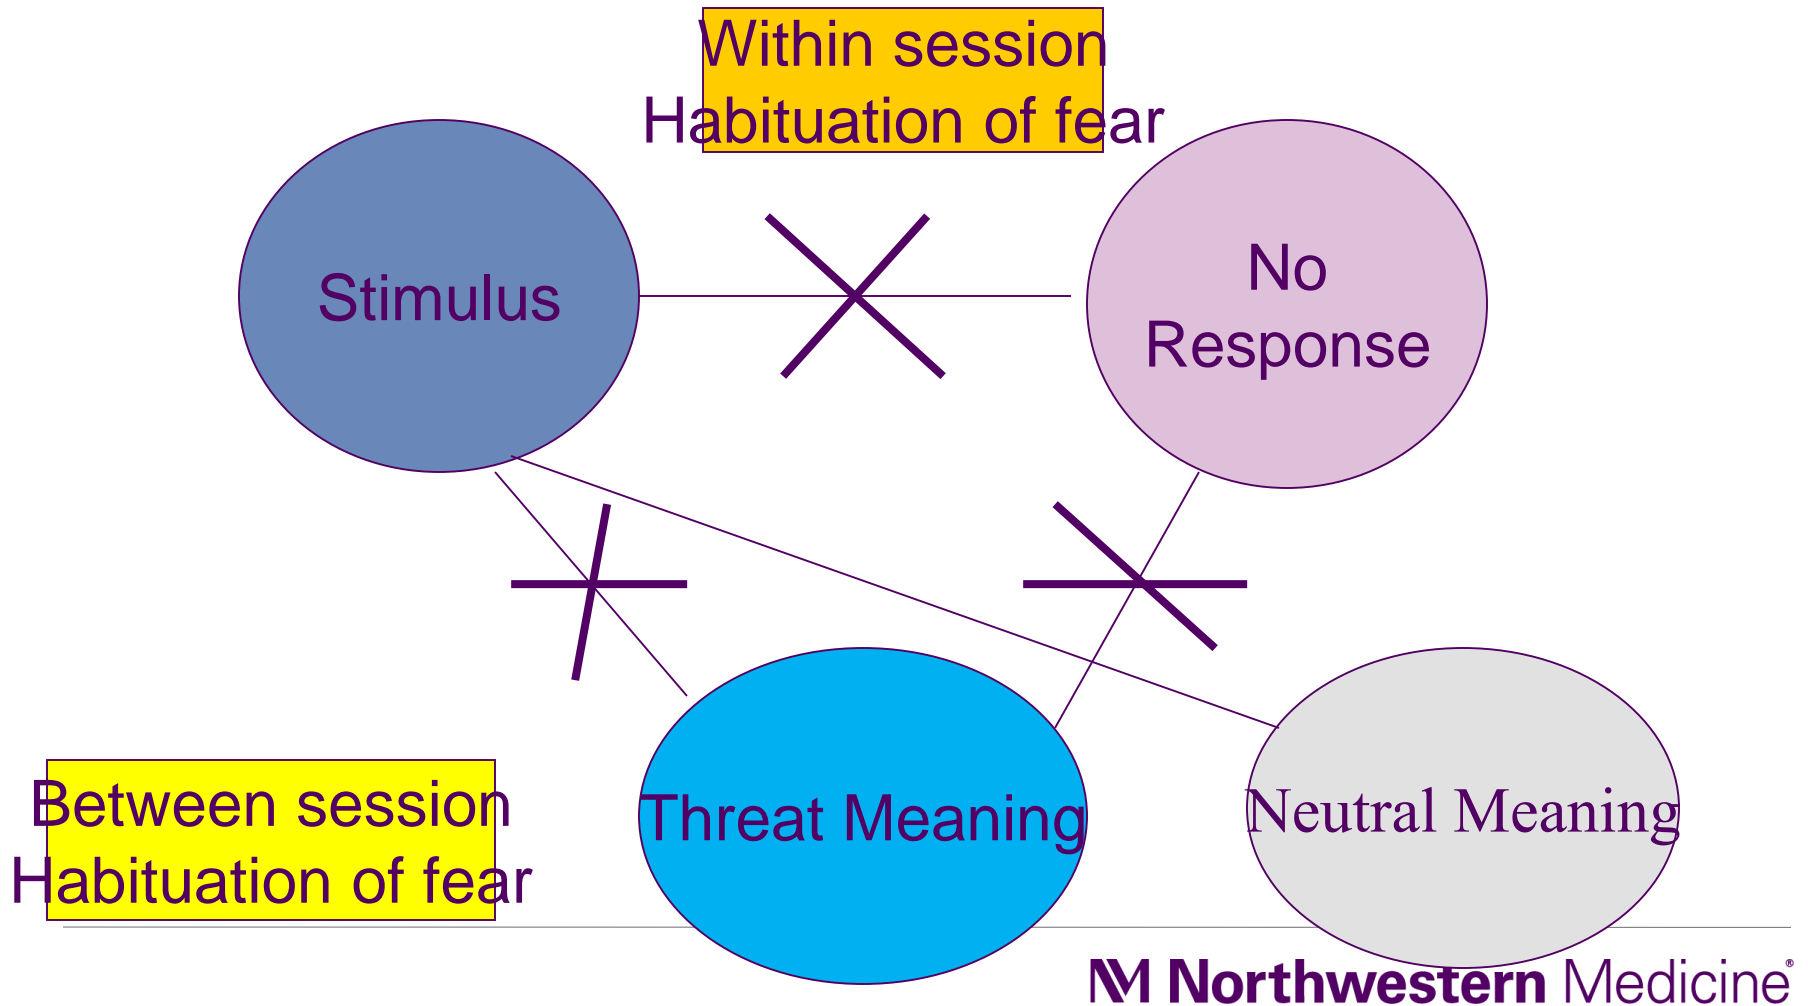 Within session
Habituation of fear
Stimulus
No
Response
Threat Meaning
Neutral Meaning
Between session
Habituation of fear
NM Northwestern Medicine®